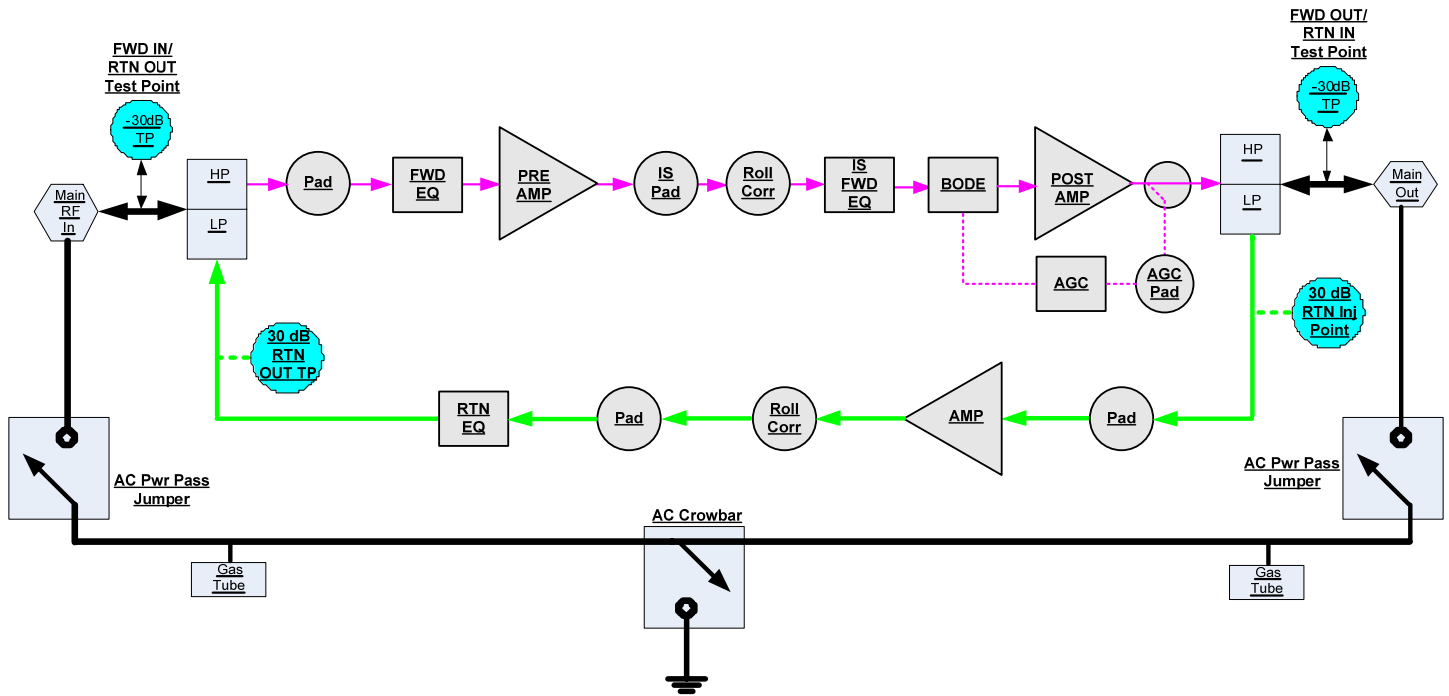 FWD IN/
RTN OUT
Test Point
-30dB
TP
FWD OUT/
RTN IN
Test Point
-30dB
TP
Main
RF
In
HP
LP
Pad
FWD
EQ
PRE
AMP
IS
Pad
Roll
Corr
IS
FWD
EQ
BODE
POST
AMP
HP
LP
Main
Out
AGC
AGC
Pad
30 dB
RTN
OUT TP
30 dB
RTN Inj
Point
RTN
EQ
Pad
Roll
Corr
AMP
Pad
AC Pwr Pass
Jumper
AC Pwr Pass
Jumper
AC Crowbar
Gas
Tube
Gas
Tube